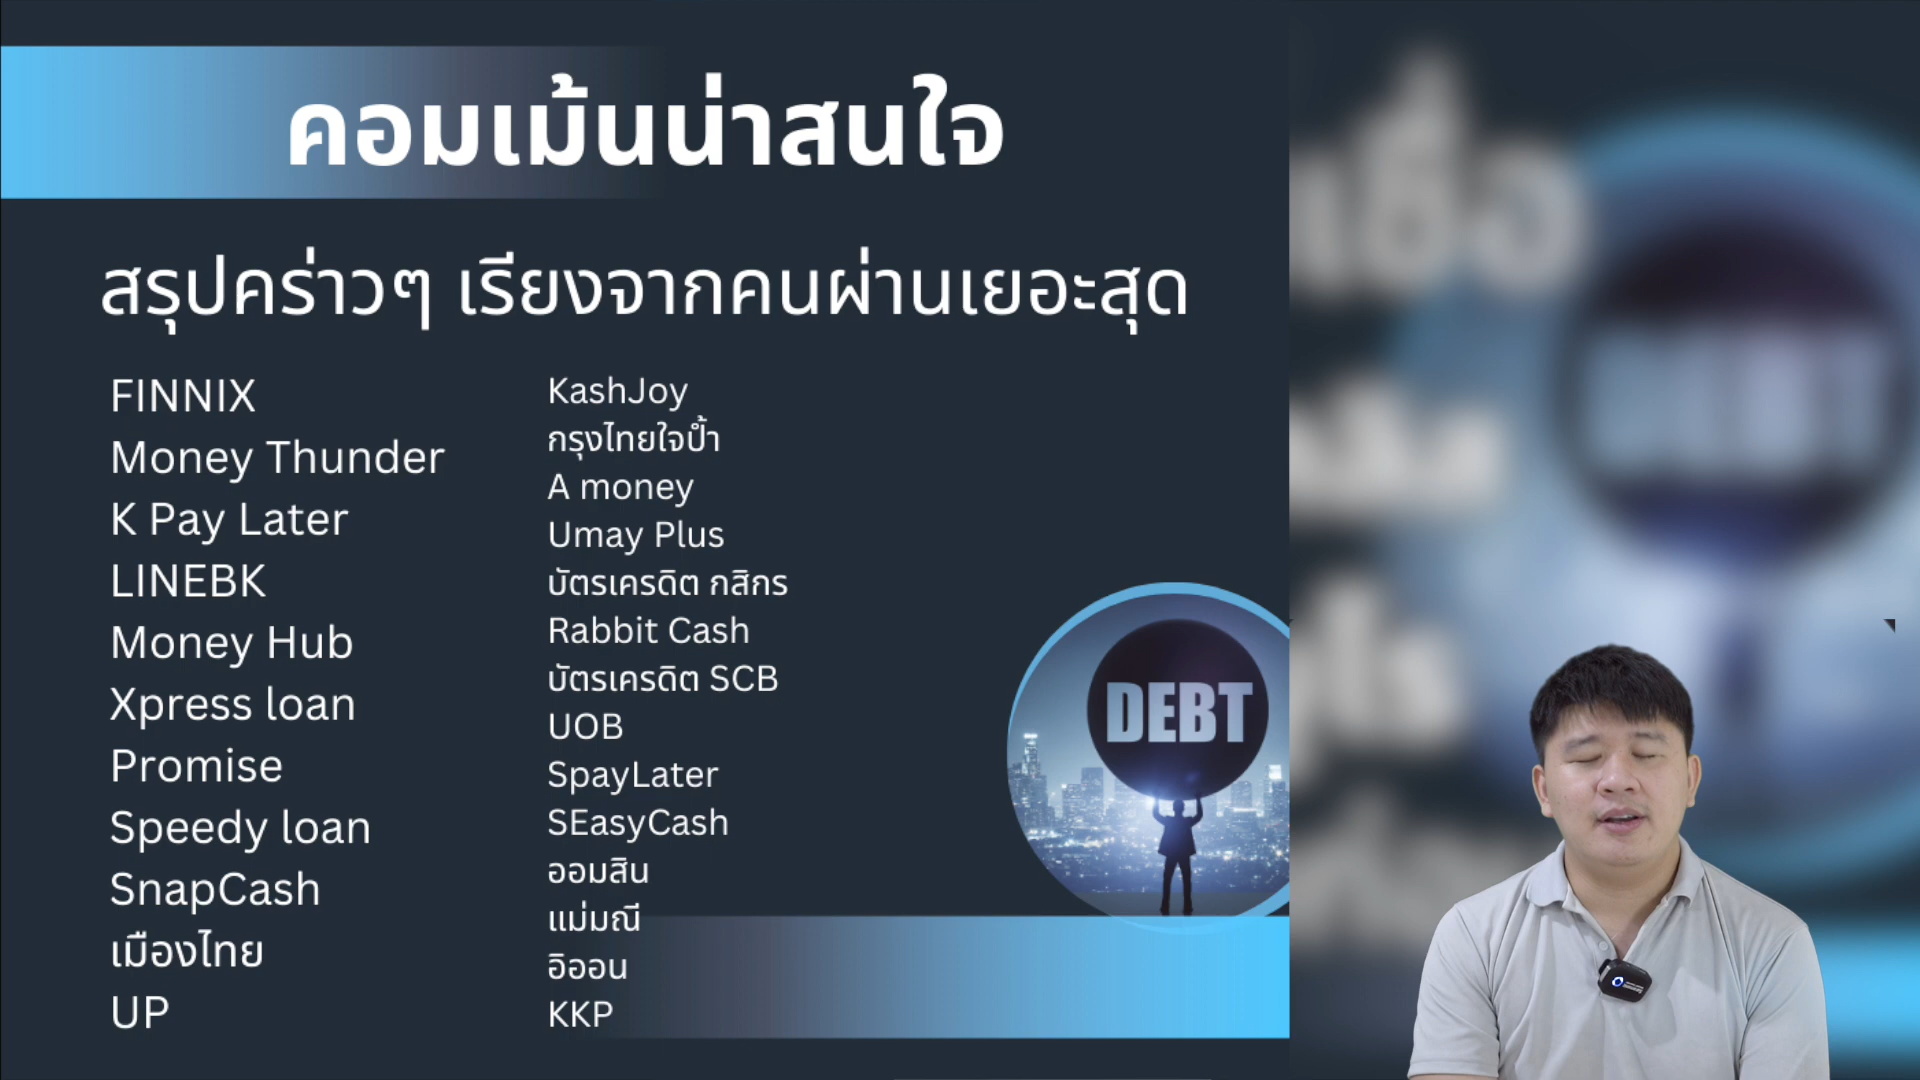 คอมเม้นน่าสนใจ
สรุปคร่าวๆ เรียงจากคนผ่านเยอะสุด
FINNIX
Money Thunder
K Pay Later
LINEBK
Money Hub
Xpress loan
Promise
Speedy loan
SnapCash
เมืองไทย
UP
KashJoy
กรุงไทยใจป้ำ
A money
Umay Plus
บัตรเครดิต กสิกร
Rabbit Cash
บัตรเครดิต SCB
UOB
SpayLater
SEasyCash
ออมสิน
แม่มณี
อิออน
KKP
DEBT